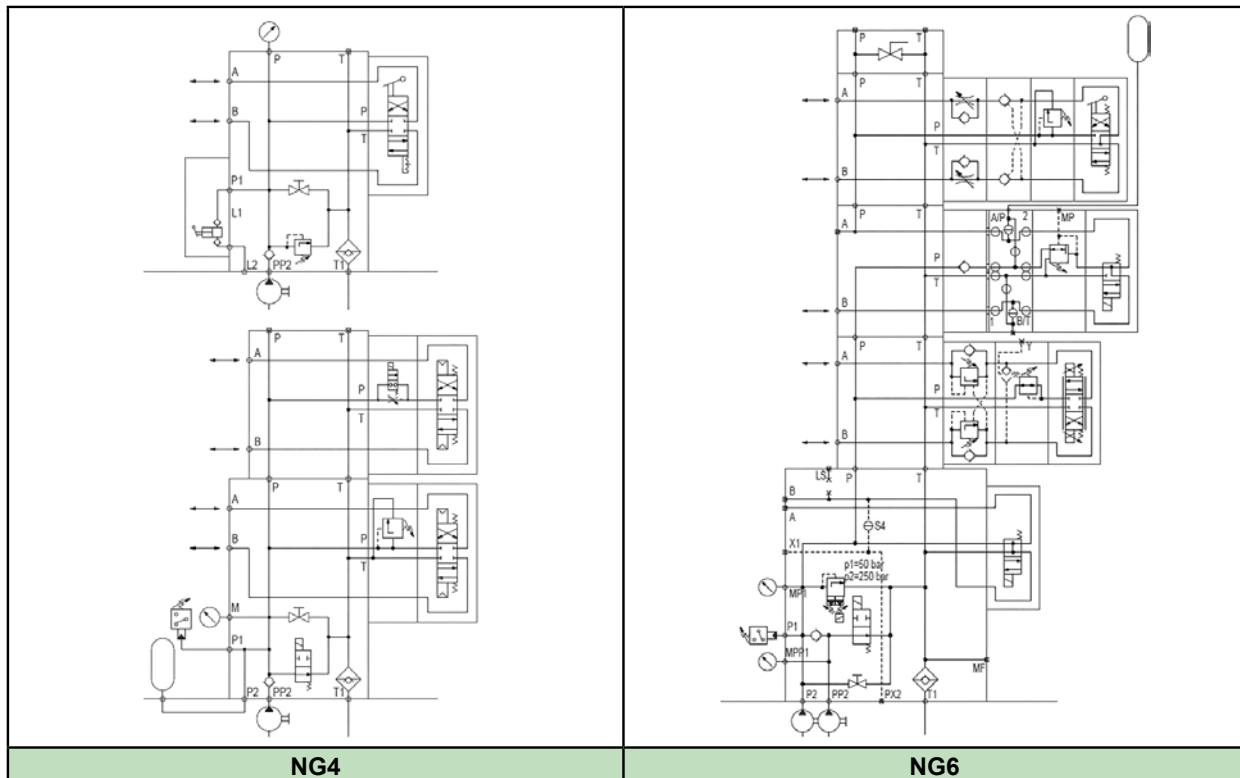 P T
A
P
B
T
P1
L1
L2 PP2 T1
P T
A
P
T
B
P T
A
P
B
T
M
P1
P2 PP2 T1
NG4
P T
P T
A
P
T
B
P T
A/P 2 MP
A
P
T
B
1 B/T
P T Y
A
P
T
B
LS P T
B
A
S4
X1
p1=50 bar
p2=250 bar
MP1
P1
MPP1
MF
P2 PP2 PX2 T1
NG6